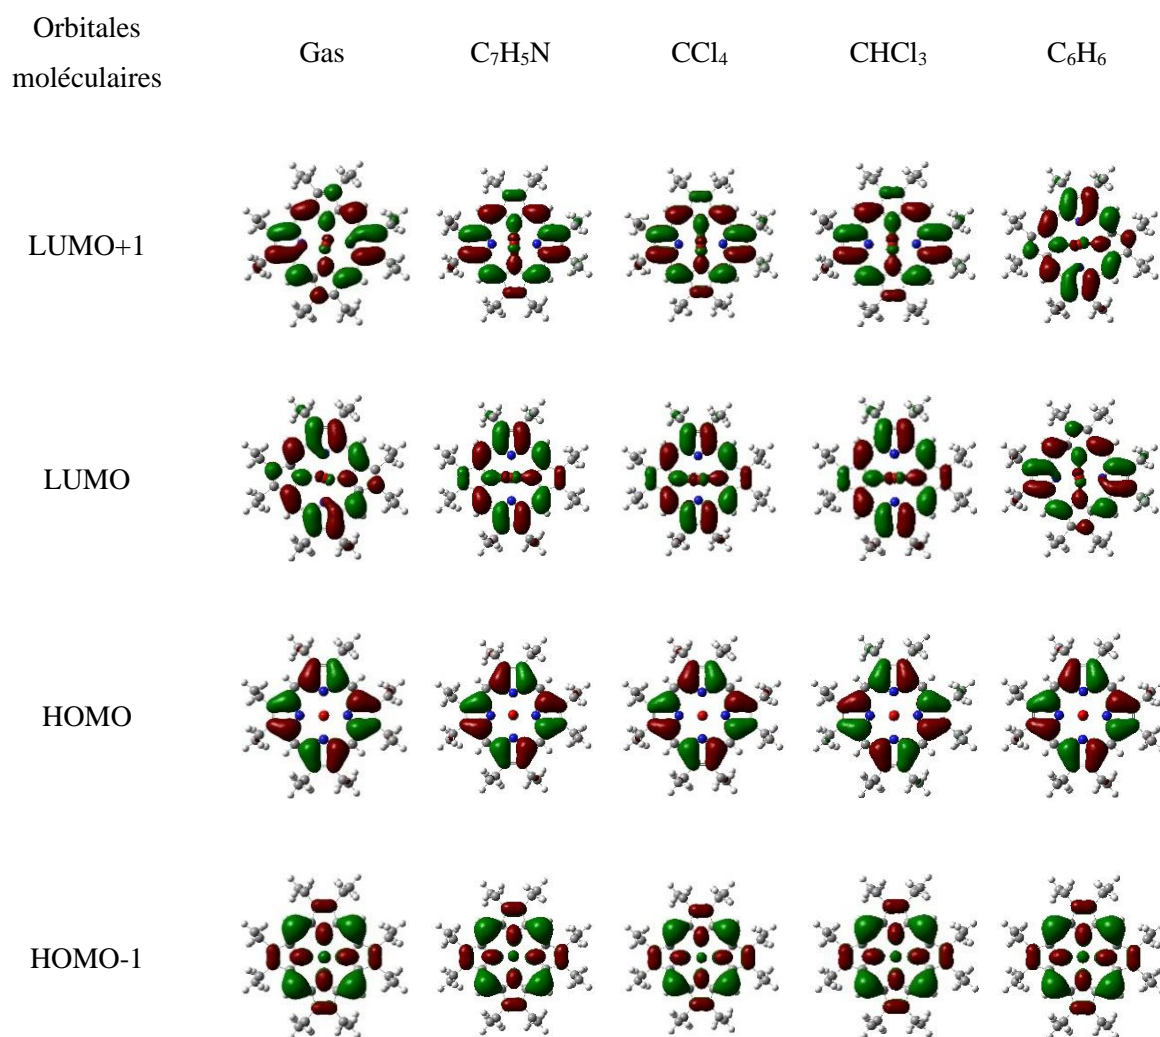 Orbitales
moléculaires
Gas
C₇H₅N
CCl₄
CHCl₃
C₆H₆
LUMO+1
LUMO
HOMO
HOMO-1